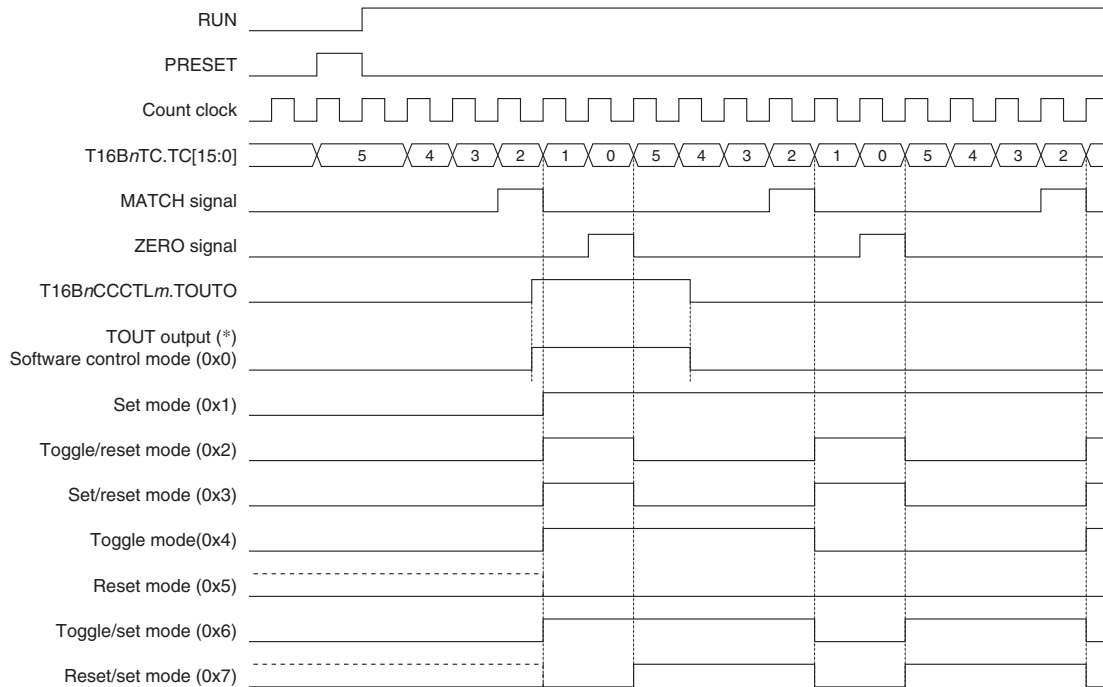 RUN
PRESET
Count clock
T16BnTC.TC[15:0] 5 4 3 2 1 0 5 4 3 2 1 0 5 4 3 2
MATCH signal
ZERO signal
T16BnCCCTLm.TOUTO
TOUT output (*)
Software control mode (0x0)
Set mode (0x1)
Toggle/reset mode (0x2)
Set/reset mode (0x3)
Toggle mode(0x4)
Reset mode (0x5)
Toggle/set mode (0x6)
Reset/set mode (0x7)